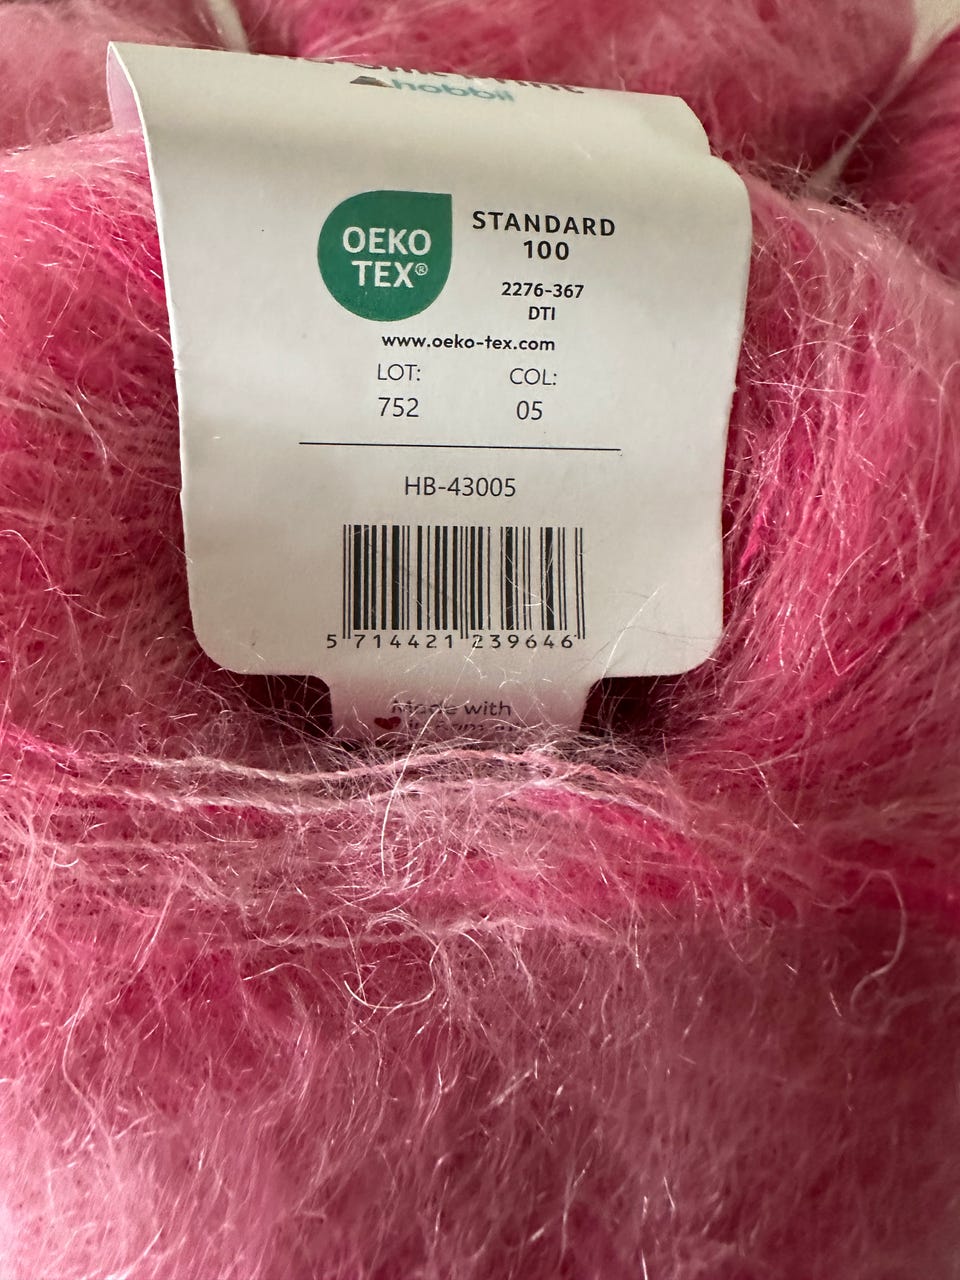 hobbii
OEKO
TEX®
STANDARD
100
2276-367
DTI
www.oeko-tex.com
LOT: COL:
752 05
HB-43005
5 714421 239646
Made with